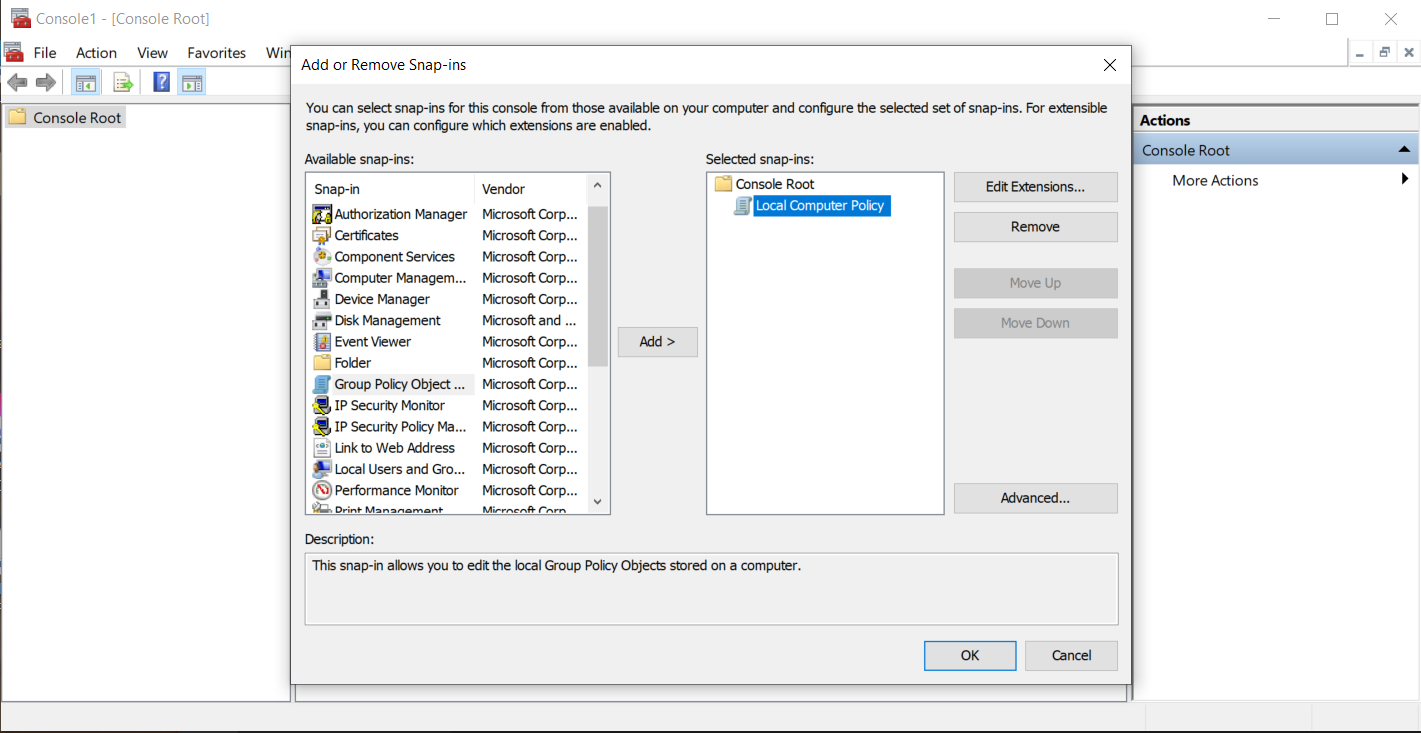 Console1 - [Console Root]
File Action View Favorites Win
Console Root
Add or Remove Snap-ins
You can select snap-ins for this console from those available on your computer and configure the selected set of snap-ins. For extensible
snap-ins, you can configure which extensions are enabled.
Available snap-ins:
Snap-in Vendor
Authorization Manager Microsoft Corp...
Certificates Microsoft Corp...
Component Services Microsoft Corp...
Computer Managem... Microsoft Corp...
Device Manager Microsoft Corp...
Disk Management Microsoft and ...
Event Viewer Microsoft Corp...
Folder Microsoft Corp...
Group Policy Object ... Microsoft Corp...
IP Security Monitor Microsoft Corp...
IP Security Policy Ma... Microsoft Corp...
Link to Web Address Microsoft Corp...
Local Users and Gro... Microsoft Corp...
Performance Monitor Microsoft Corp...
Print Management Microsoft Corp
Add >
Selected snap-ins:
Console Root
Local Computer Policy
Edit Extensions...
Remove
Move Up
Move Down
Advanced...
Description:
This snap-in allows you to edit the local Group Policy Objects stored on a computer.
OK Cancel
Actions
Console Root
More Actions